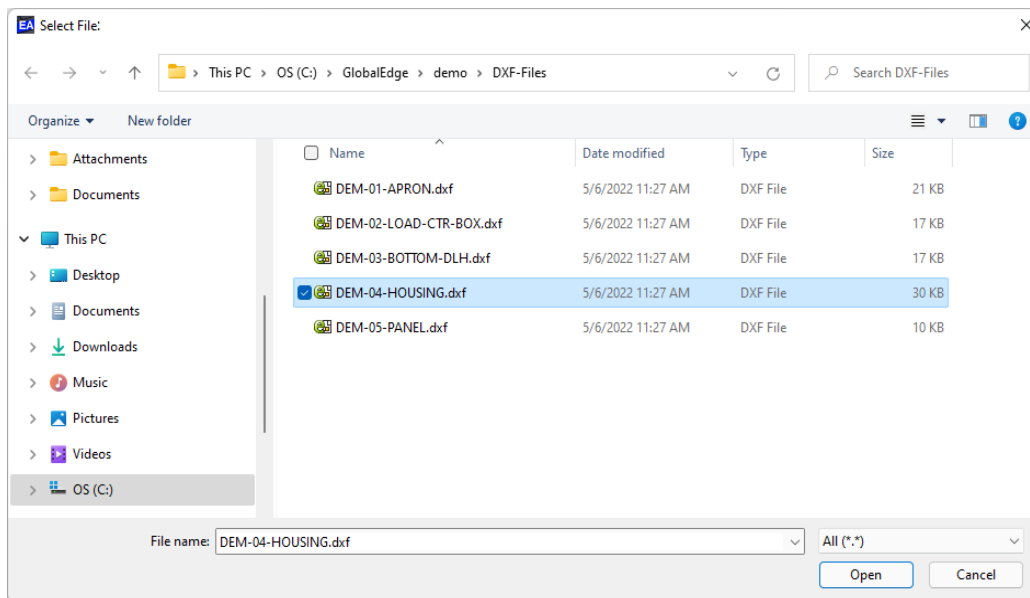 EA Select File:
This PC > OS (C:) > GlobalEdge > demo > DXF-Files
Search DXF-Files
Organize New folder
?
Attachments
Documents
This PC
Desktop
Documents
Downloads
Music
Pictures
Videos
OS (C:)
Name Date modified Type Size
DEM-01-APRON.dxf 5/6/2022 11:27 AM DXF File 21 KB
DEM-02-LOAD-CTR-BOX.dxf 5/6/2022 11:27 AM DXF File 17 KB
DEM-03-BOTTOM-DLH.dxf 5/6/2022 11:27 AM DXF File 17 KB
DEM-04-HOUSING.dxf 5/6/2022 11:27 AM DXF File 30 KB
DEM-05-PANEL.dxf 5/6/2022 11:27 AM DXF File 10 KB
File name: DEM-04-HOUSING.dxf All (*.*)
Open Cancel